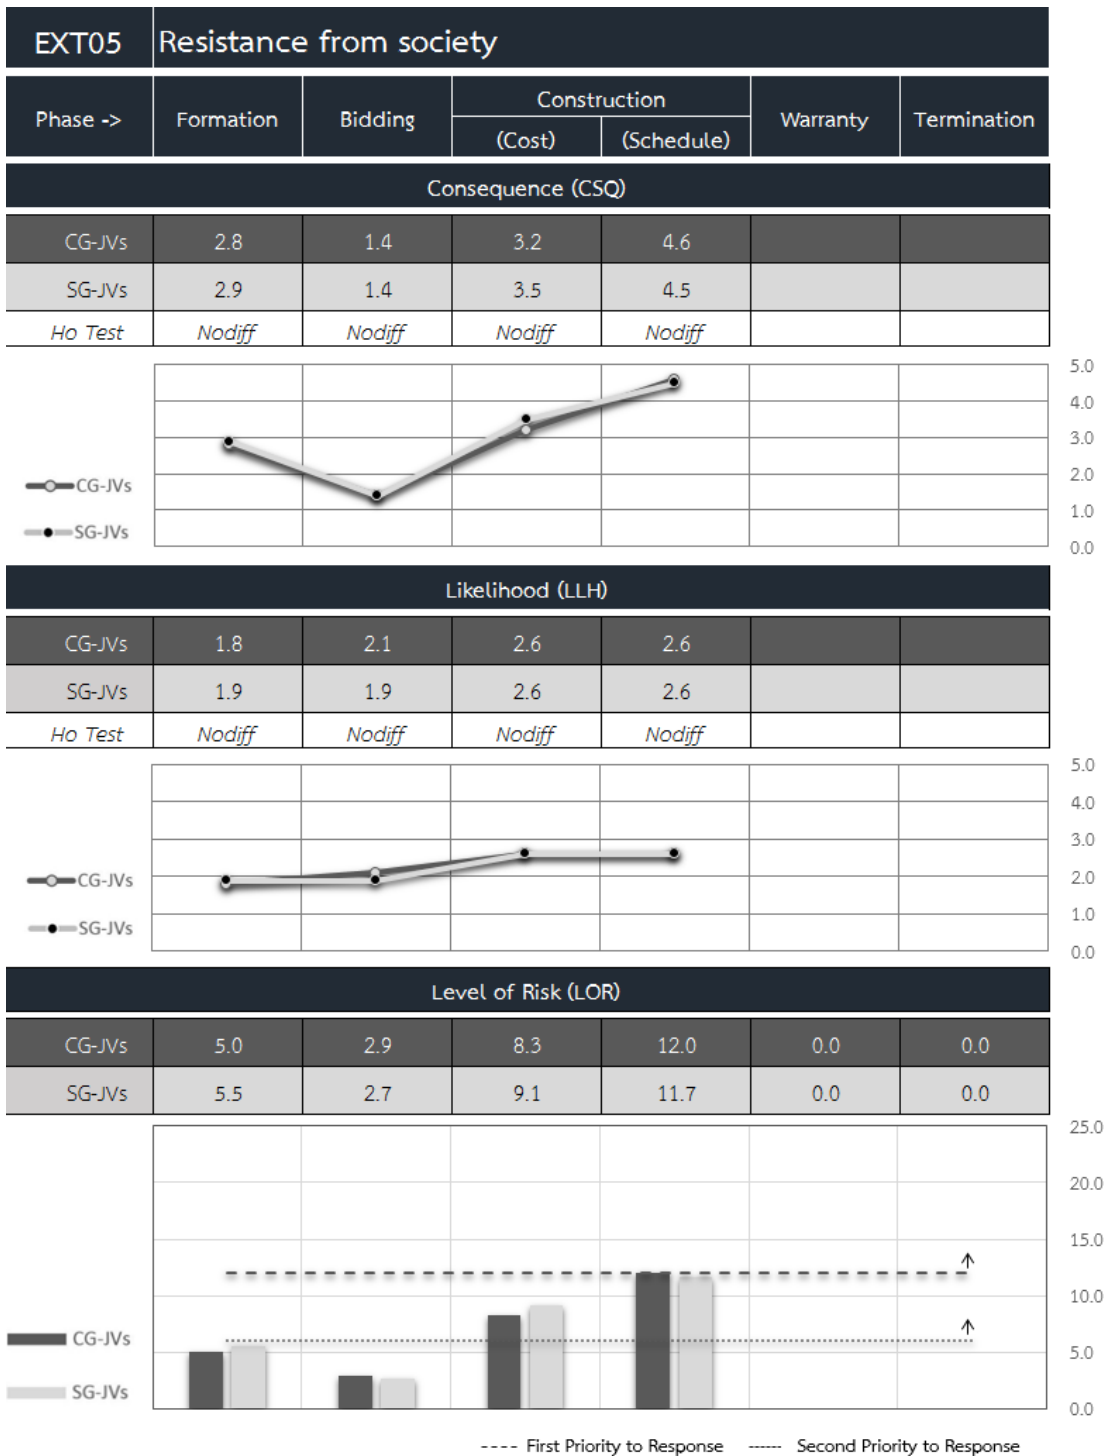 EXT05 Resistance from society
Phase -> Formation Bidding Construction Warranty Termination
(Cost) (Schedule)
Consequence (CSQ)
CG-JVs 2.8 1.4 3.2 4.6
SG-JVs 2.9 1.4 3.5 4.5
Ho Test Nodiff Nodiff Nodiff Nodiff
5.0
4.0
3.0
2.0
1.0
0.0
CG-JVs
SG-JVs
Likelihood (LLH)
CG-JVs 1.8 2.1 2.6 2.6
SG-JVs 1.9 1.9 2.6 2.6
Ho Test Nodiff Nodiff Nodiff Nodiff
5.0
4.0
3.0
2.0
1.0
0.0
CG-JVs
SG-JVs
Level of Risk (LOR)
CG-JVs 5.0 2.9 8.3 12.0 0.0 0.0
SG-JVs 5.5 2.7 9.1 11.7 0.0 0.0
25.0
20.0
15.0
10.0
5.0
0.0
CG-JVs
SG-JVs
First Priority to Response Second Priority to Response